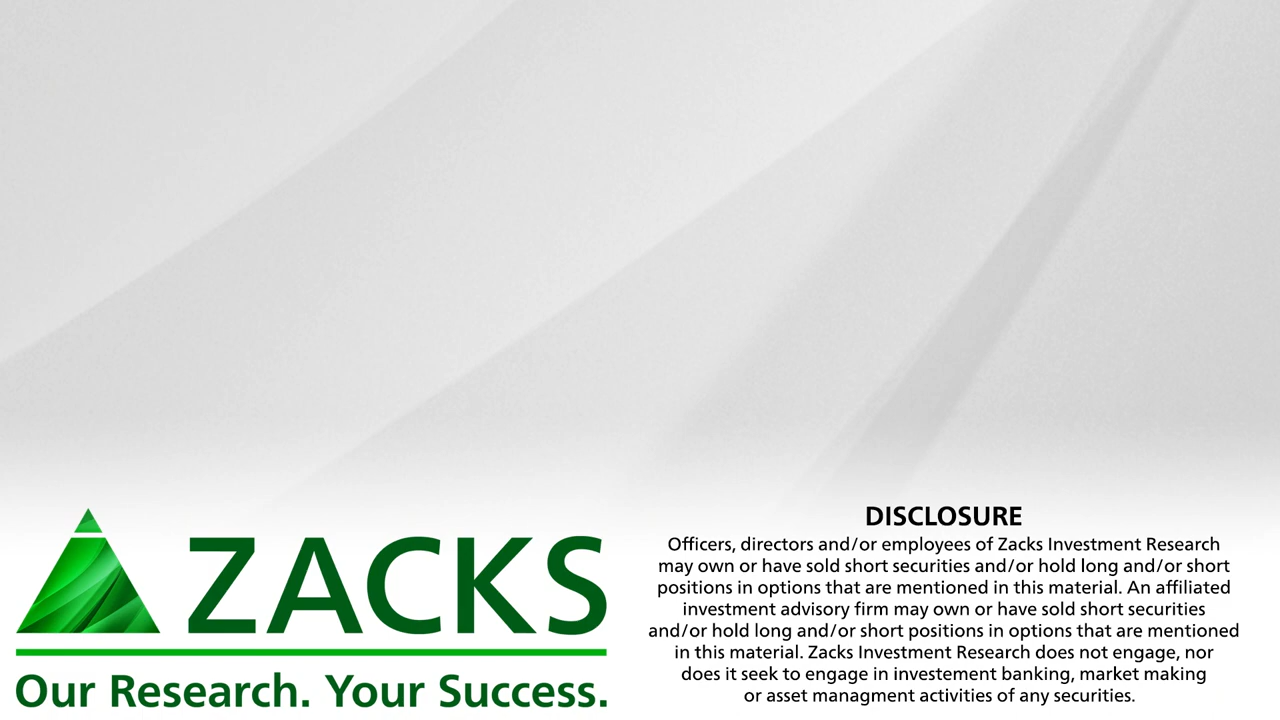 ZACKS
Our Research. Your Success.
DISCLOSURE
Officers, directors and/or employees of Zacks Investment Research
may own or have sold short securities and/or hold long and/or short
positions in options that are mentioned in this material. An affiliated
investment advisory firm may own or have sold short securities
and/or hold long and/or short positions in options that are mentioned
in this material. Zacks Investment Research does not engage, nor
does it seek to engage in investement banking, market making
or asset managment activities of any securities.